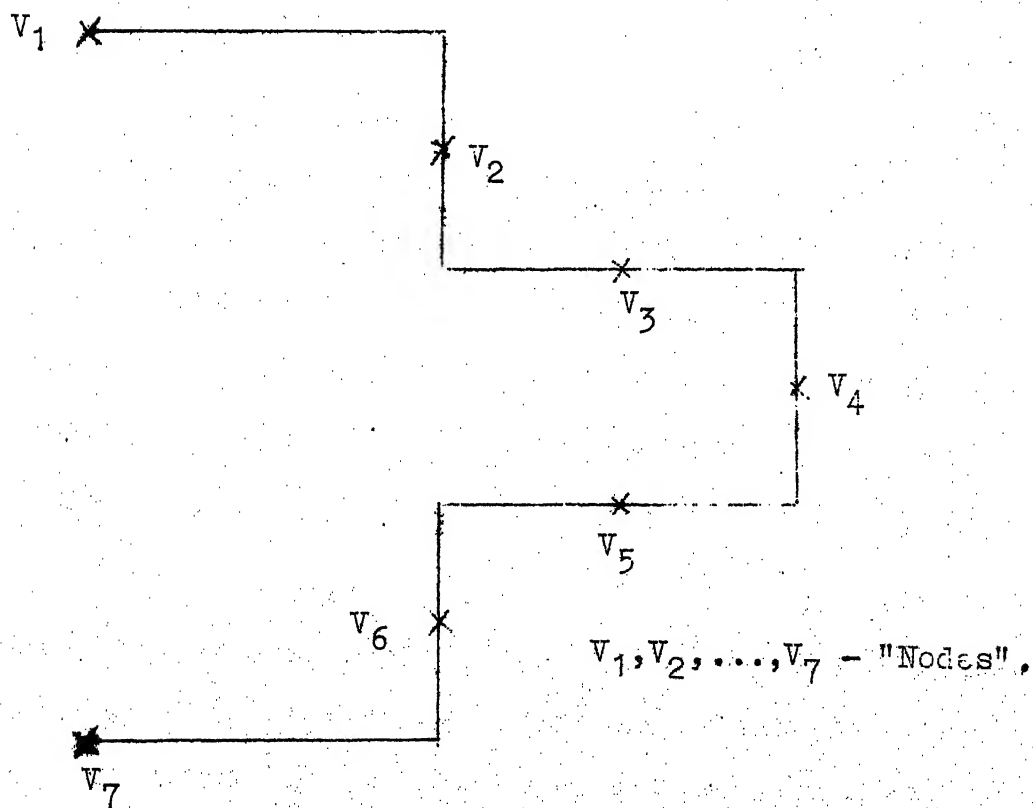 V₁
V₂
V₃
V₄
V₅
V₆
V₁,V₂,....,V₇ - "Nodes".
V₇